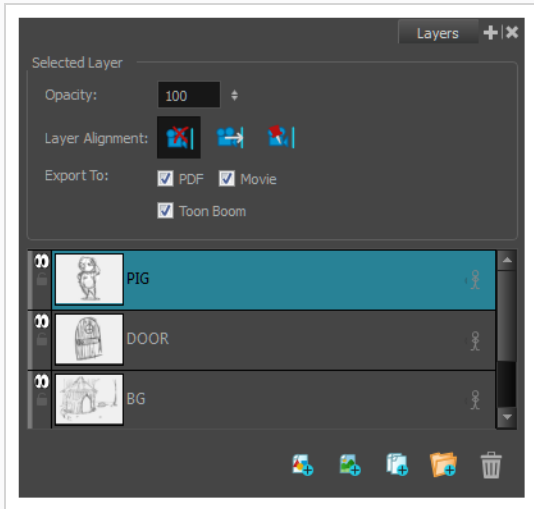 Layers
Selected Layer
Opacity: 100
Layer Alignment:
Export To: PDF Movie
Toon Boom
PIG
DOOR
BG